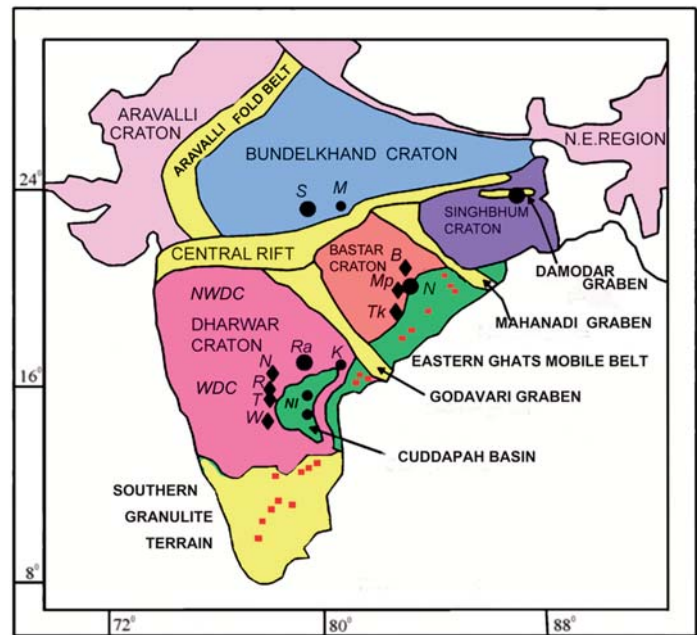 ARAVALLI
CRATON
ARAVALLI FOLD BELT
N.E.REGION
BUNDELKHAND CRATON
24°
S
M
SINGHBHUM
CRATON
CENTRAL RIFT
BASTAR
CRATON
B
DAMODAR
GRABEN
NWDC
Mp
N
MAHANADI GRABEN
DHARWAR
CRATON
Tk
EASTERN GHATS MOBILE BELT
N
Ra
K
16°
WDC
R
GODAVARI GRABEN
T
NI
W
CUDDAPAH BASIN
SOUTHERN
GRANULITE
TERRAIN
8°
72°
80°
88°